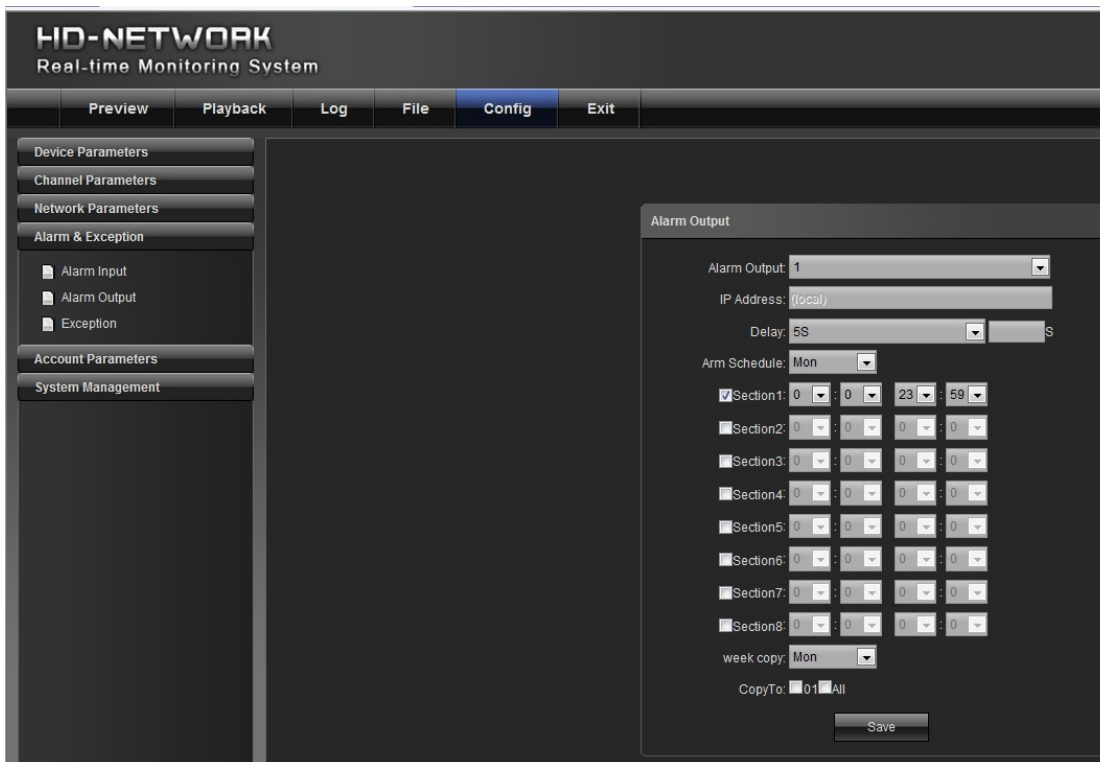 HD-NETWORK
Real-time Monitoring System
Preview Playback Log File Config Exit
Device Parameters
Channel Parameters
Network Parameters
Alarm & Exception
Alarm Input
Alarm Output
Exception
Account Parameters
System Management
Alarm Output
Alarm Output: 1
IP Address: (local)
Delay: 5S S
Arm Schedule: Mon
Section1: 0 : 0 23 : 59
Section2: 0 : 0 0 : 0
Section3: 0 : 0 0 : 0
Section4: 0 : 0 0 : 0
Section5: 0 : 0 0 : 0
Section6: 0 : 0 0 : 0
Section7: 0 : 0 0 : 0
Section8: 0 : 0 0 : 0
week copy: Mon
CopyTo: 01 All
Save